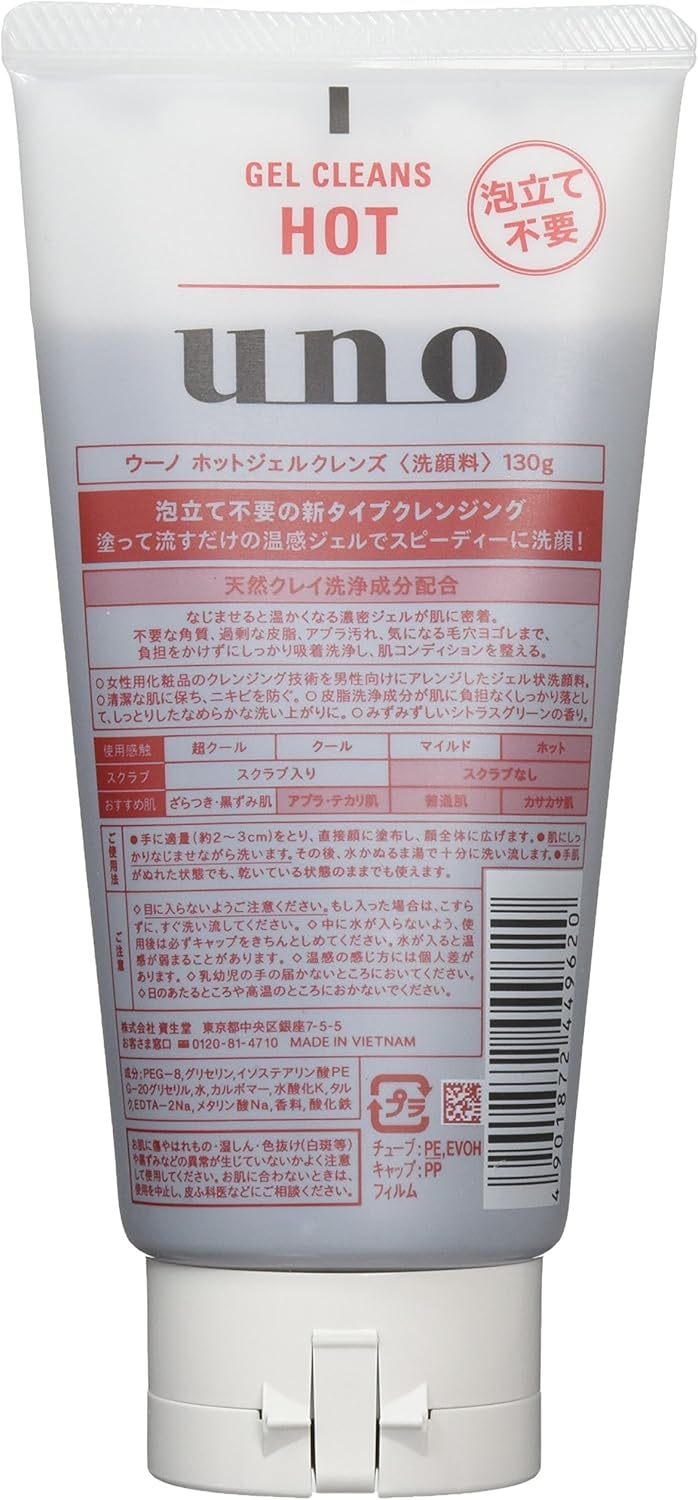 GEL CLEANS
HOT
泡立て
不要
uno
ウーノ ホットジェルクレンズ〈洗顔料〉130g
泡立て不要の新タイプクレンジング
塗って流すだけの温感ジェルでスピーディーに洗顔!
天然クレイ洗浄成分配合
なじませると温かくなる濃密ジェルが肌に密着。
不要な角質、過剰な皮脂、アブラ汚れ、気になる毛穴ヨゴレまで、
負担をかけずにしっかり吸着洗浄し、肌コンディションを整える。
○女性用化粧品のクレンジング技術を男性向けにアレンジしたジェル状洗顔料。
○清潔な肌に保ち、ニキビを防ぐ。○皮脂洗浄成分が肌に負担なくしっかり落と
して、しっとりしたなめらかな洗い上がりに。○みずみずしいシトラスグリーンの香り。
使用感触 超クール クール マイルド ホット
スクラブ スクラブ入り スクラブなし
おすすめ肌 ざらつき・黒ずみ肌 アブラ・テカリ肌 普通肌 カサカサ肌
ご使用法
●手に適量(約2〜3cm)をとり、直接顔に塗布し、顔全体に広げます。●肌にしっ
かりなじませながら洗います。その後、水かぬるま湯で十分に洗い流します。●手肌
がぬれた状態でも、乾いている状態のままでも使えます。
ご注意
◇目に入らないようご注意ください。もし入った場合は、こすら
ずに、すぐ洗い流してください。◇中に水が入らないよう、使
用後は必ずキャップをきちんとしめてください。水が入ると温
感が弱まることがあります。◇温感の感じ方には個人差が
あります。◇乳幼児の手の届かないところにおいてください。
◇日のあたるところや高温のところにおかないでください。
株式会社 資生堂 東京都中央区銀座7-5-5
お客さま窓口 0120-81-4710 MADE IN VIETNAM
成分:PEG-8,グリセリン,イソステアリン酸PE
G-20グリセリル,水,カルボマー,水酸化K,タル
ク,EDTA-2Na,メタリン酸Na,香料,酸化鉄
お肌に傷やはれもの・湿しん・色抜け(白斑等)
や黒ずみなどの異常が生じていないかよく注意
して使用してください。お肌に合わないときは、
使用を中止し、皮ふ科医などにご相談ください。
プラ
チューブ:PE,EVOH
キャップ:PP
フィルム
4 901872 449620